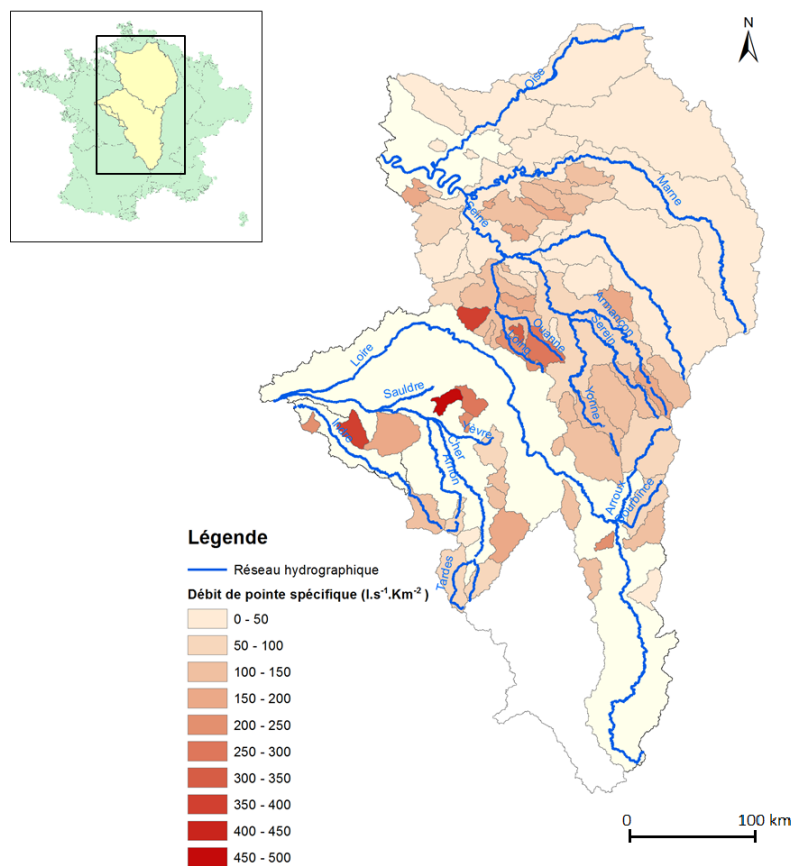 N
Oise
Marne
Seine
Armançon
Serein
Ouanne
Loing
Yonne
Loire
Sauldre
Indre
Yèvre
Cher
Arnon
Arroux
Bourbince
Tardes
Légende
Réseau hydrographique
Débit de pointe spécifique (l.s⁻¹.Km⁻² )
0 - 50
50 - 100
100 - 150
150 - 200
200 - 250
250 - 300
300 - 350
350 - 400
400 - 450
450 - 500
0 100 km